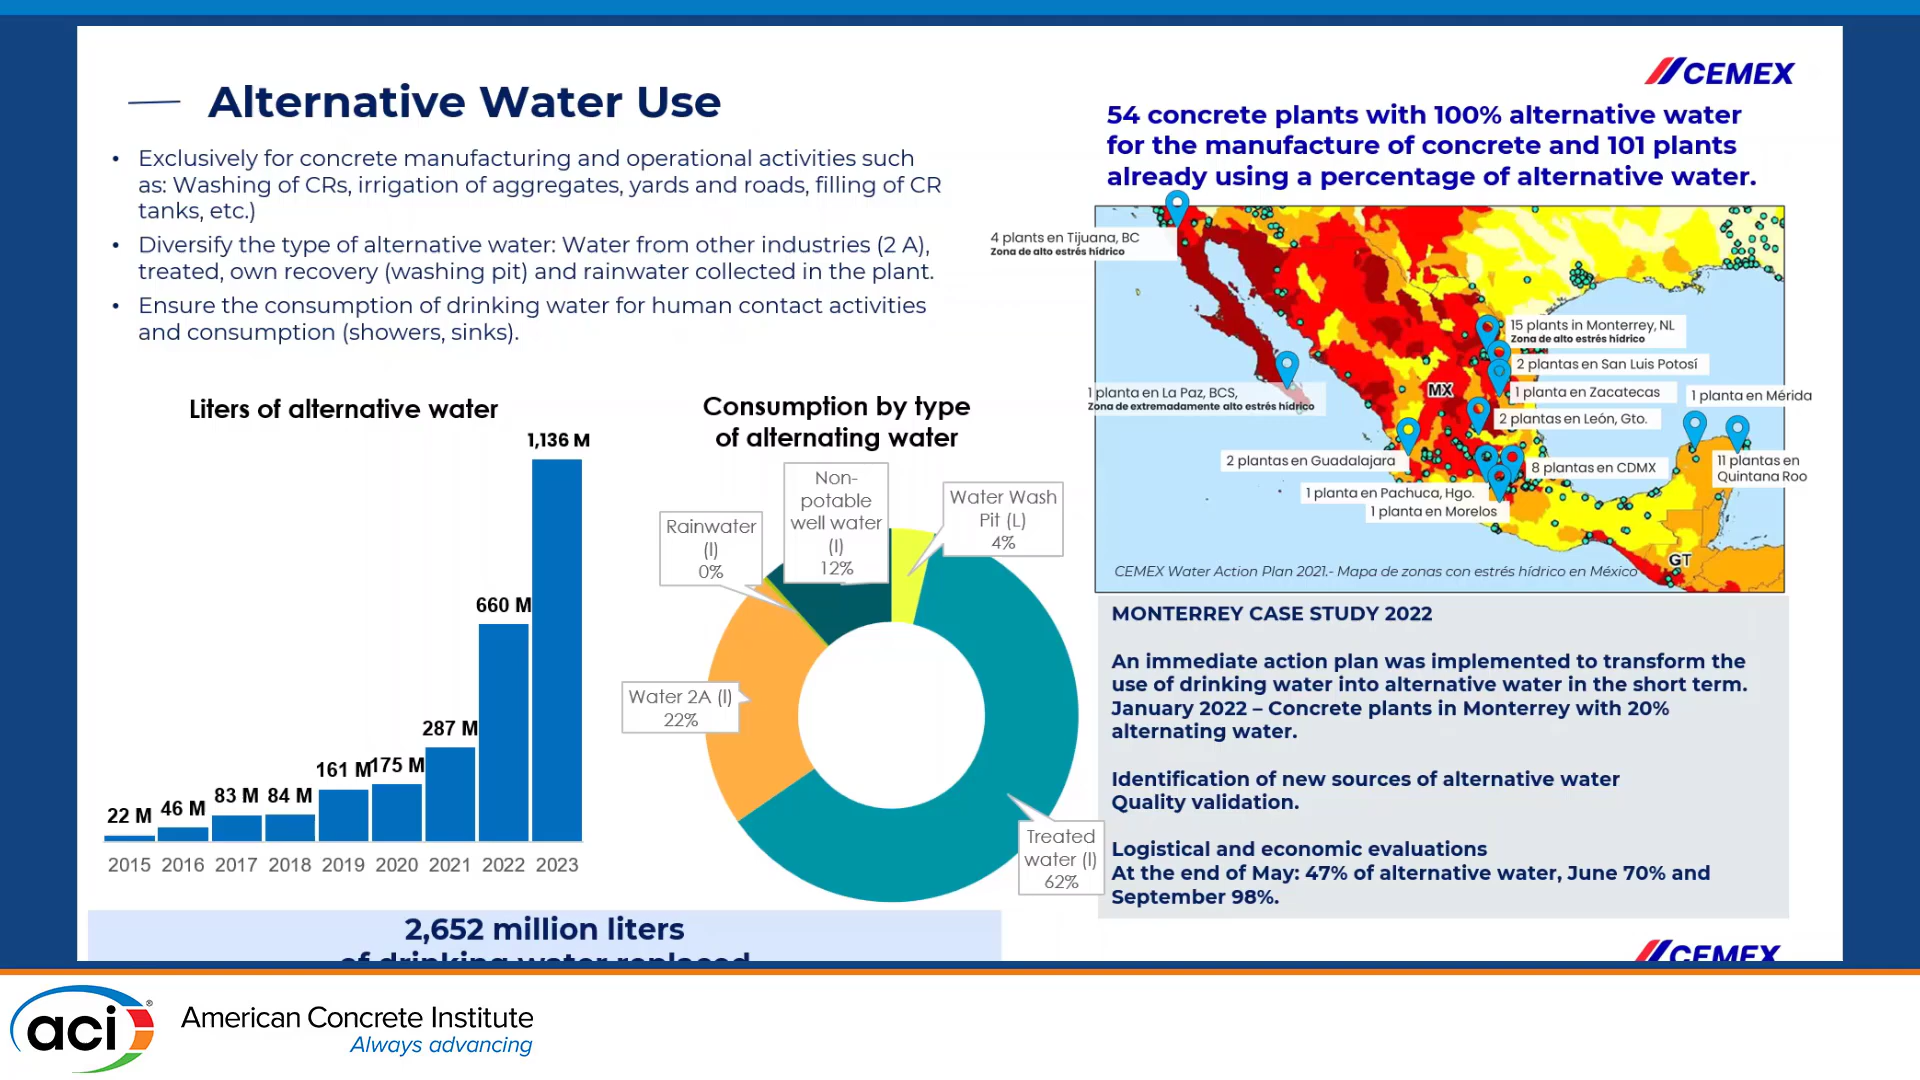 CEMEX
Alternative Water Use
• Exclusively for concrete manufacturing and operational activities such
as: Washing of CRs, irrigation of aggregates, yards and roads, filling of CR
tanks, etc.)
• Diversify the type of alternative water: Water from other industries (2 A),
treated, own recovery (washing pit) and rainwater collected in the plant.
• Ensure the consumption of drinking water for human contact activities
and consumption (showers, sinks).
54 concrete plants with 100% alternative water
for the manufacture of concrete and 101 plants
already using a percentage of alternative water.
4 plants en Tijuana, BC
Zona de alto estrés hídrico
15 plants in Monterrey, NL
Zona de alto estrés hídrico
2 plantas en San Luis Potosí
MX
1 planta en La Paz, BCS,
Zona de extremadamente alto estrés hídrico
1 planta en Zacatecas
1 planta en Mérida
2 plantas en León, Gto.
2 plantas en Guadalajara
8 plantas en CDMX
11 plantas en
Quintana Roo
1 planta en Pachuca, Hgo.
1 planta en Morelos
GT
CEMEX Water Action Plan 2021.- Mapa de zonas con estrés hídrico en México
Liters of alternative water
1,136 M
660 M
287 M
161 M
175 M
83 M
84 M
46 M
22 M
2015 2016 2017 2018 2019 2020 2021 2022 2023
Consumption by type
of alternating water
Non-
potable
well water
(l)
12%
Water Wash
Pit (L)
4%
Rainwater
(l)
0%
Water 2A (l)
22%
Treated
water (l)
62%
MONTERREY CASE STUDY 2022
An immediate action plan was implemented to transform the
use of drinking water into alternative water in the short term.
January 2022 – Concrete plants in Monterrey with 20%
alternating water.
Identification of new sources of alternative water
Quality validation.
Logistical and economic evaluations
At the end of May: 47% of alternative water, June 70% and
September 98%.
2,652 million liters
of drinking water replaced
CEMEX
aci®
American Concrete Institute
Always advancing